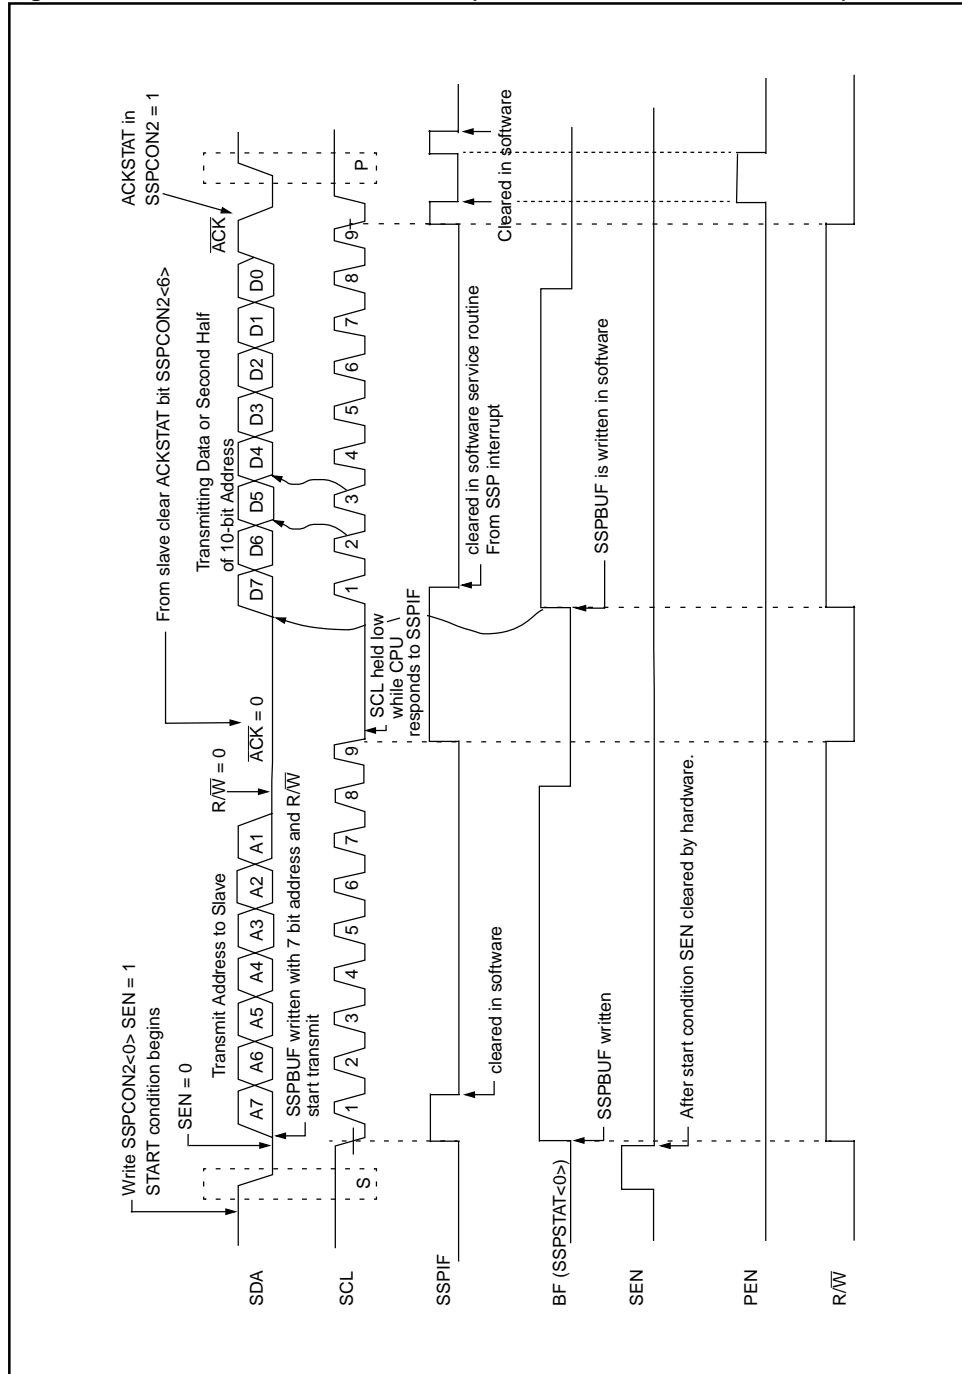 Write SSPCON2<0> SEN = 1
START condition begins
SEN = 0
Transmit Address to Slave
SSPBUF written with 7 bit address and R/W
start transmit
R/W = 0
ACK = 0
From slave clear ACKSTAT bit SSPCON2<6>
Transmitting Data or Second Half
of 10-bit Address
ACKSTAT in
SSPCON2 = 1
ACK
SDA
A7 A6 A5 A4 A3 A2 A1
D7 D6 D5 D4 D3 D2 D1 D0
SCL
S
1 2 3 4 5 6 7 8 9
1 2 3 4 5 6 7 8 9
P
SCL held low
while CPU
responds to SSPIF
SSPIF
cleared in software
cleared in software service routine
From SSP interrupt
Cleared in software
BF (SSPSTAT<0>)
SSPBUF written
SSPBUF is written in software
SEN
After start condition SEN cleared by hardware.
PEN
R/W